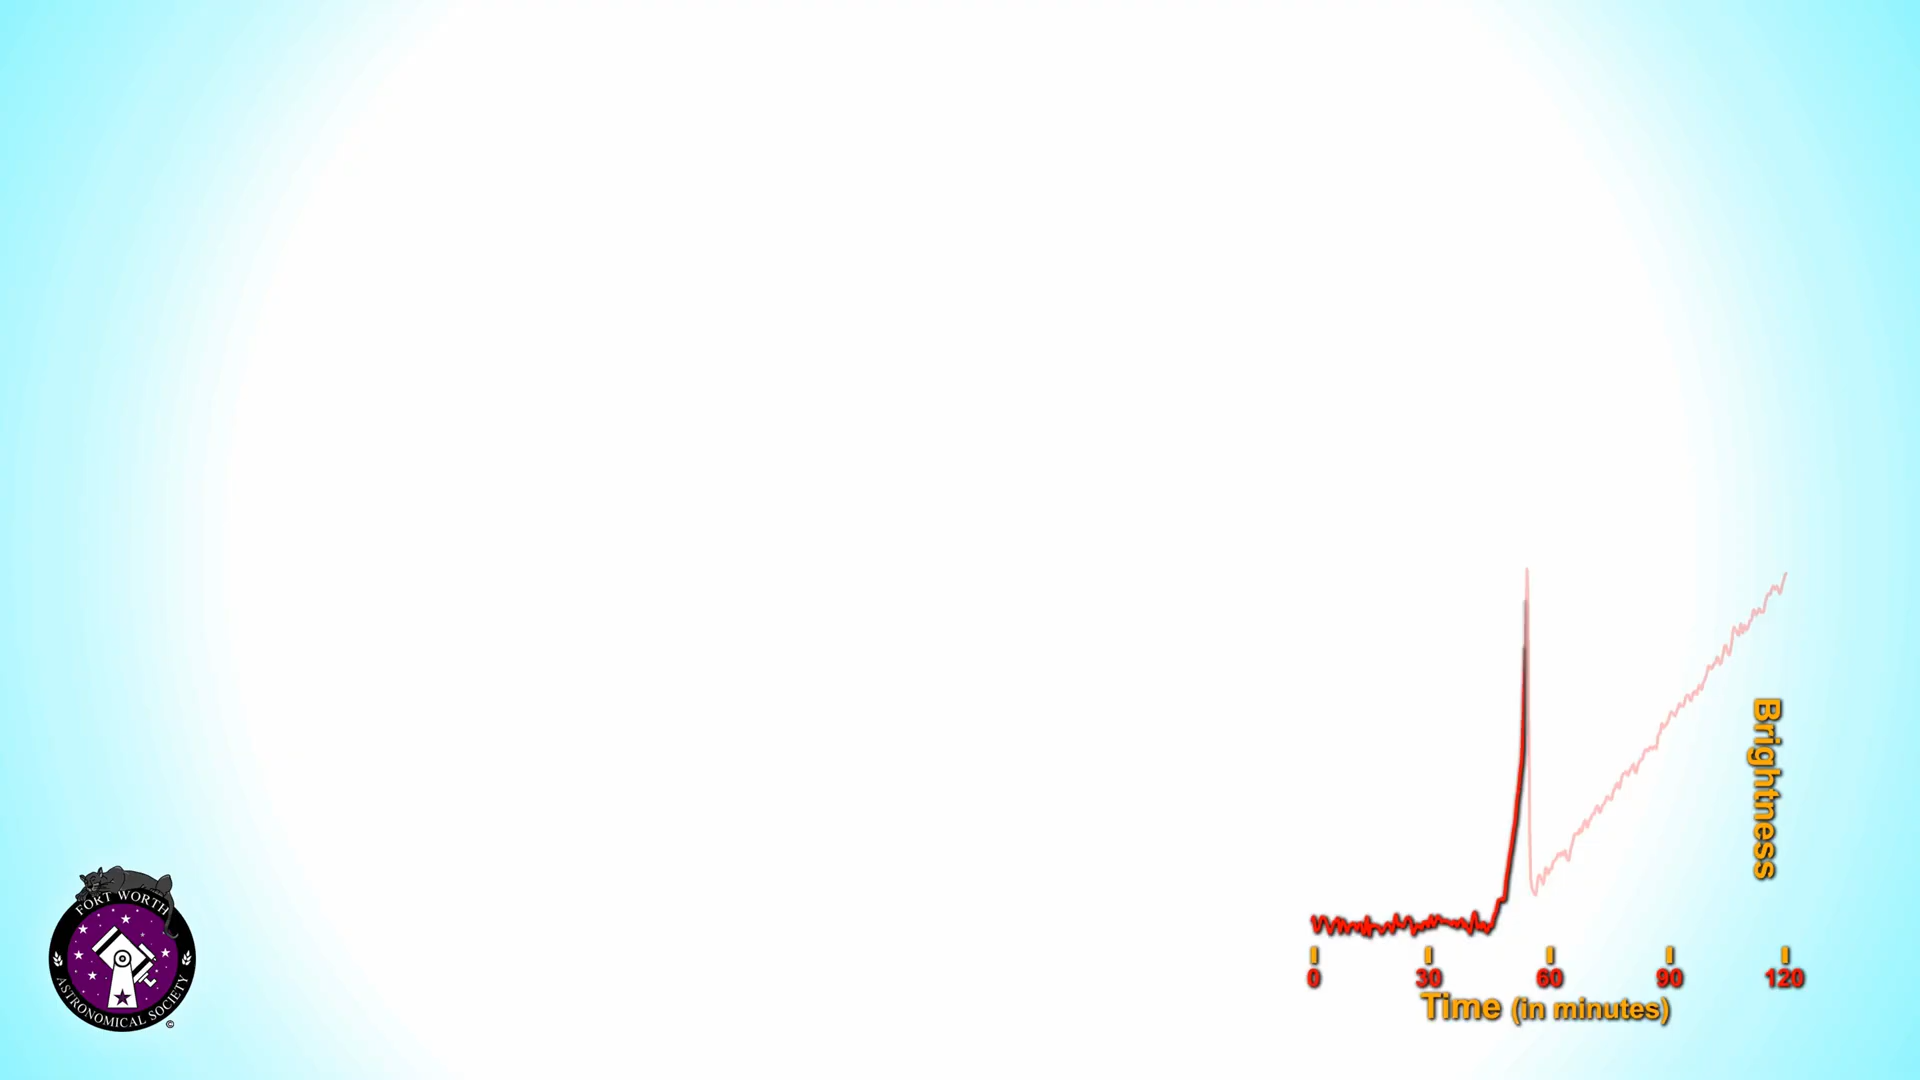 Brightness
FORT WORTH
ASTRONOMICAL SOCIETY
©
0 30 60 90 120
Time (in minutes)